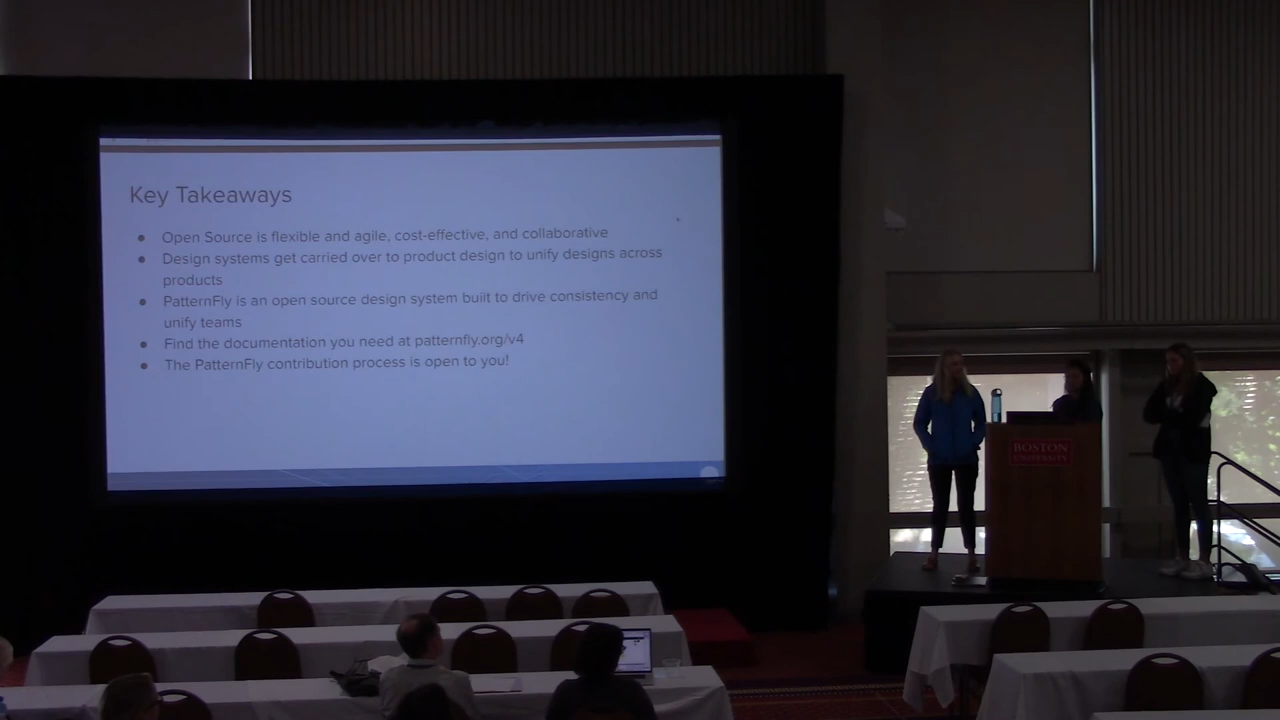 Key Takeaways
● Open Source is flexible and agile, cost-effective, and collaborative
● Design systems get carried over to product design to unify designs across
products
● PatternFly is an open source design system built to drive consistency and
unify teams
● Find the documentation you need at patternfly.org/v4
● The PatternFly contribution process is open to you!
BOSTON
UNIVERSITY